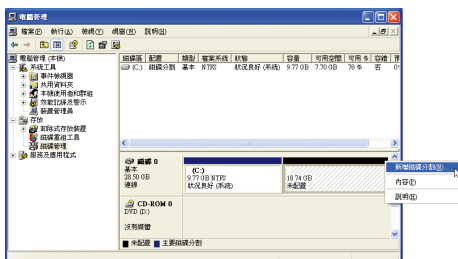 電腦管理
檔案(F) 執行(A) 檢視(V) 視窗(W) 說明(H)
電腦管理 (本機)
系統工具
事件檢視器
共用資料夾
本機使用者和群組
效能記錄及警示
裝置管理員
存放
卸除式存放裝置
磁碟重組工具
磁碟管理
服務及應用程式
磁碟區 配置 類型 檔案系統 狀態 容量 可用空間 可用 % 容錯
(C:) 磁碟分割 基本 NTFS 狀況良好 (系統) 9.77 GB 7.70 GB 78 % 否
磁碟 0
基本
28.50 GB
連線
(C:)
9.77 GB NTFS
狀況良好 (系統)
18.74 GB
未配置
CD-ROM 0
DVD (D:)
沒有媒體
未配置 主要磁碟分割
新增磁碟分割(N)...
內容(P)
說明(H)